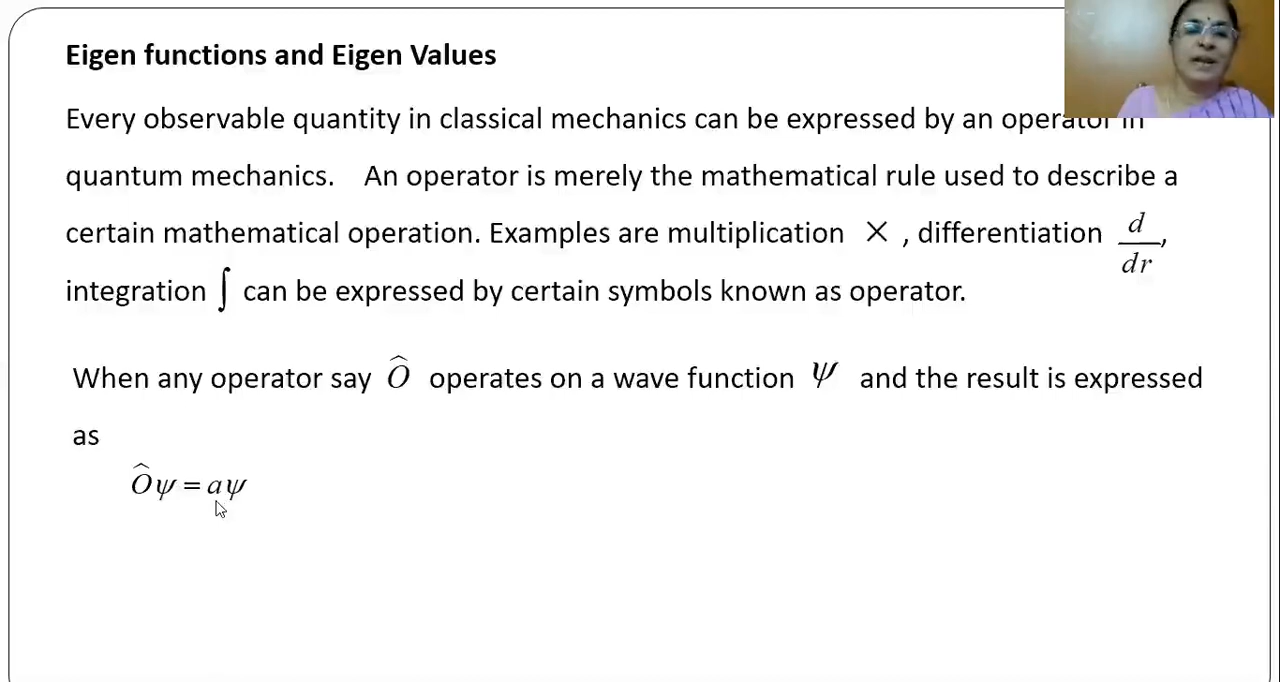 Eigen functions and Eigen Values
Every observable quantity in classical mechanics can be expressed by an operator in
quantum mechanics. An operator is merely the mathematical rule used to describe a
certain mathematical operation. Examples are multiplication × , differentiation d/dr,
integration ∫ can be expressed by certain symbols known as operator.
When any operator say Ô operates on a wave function ψ and the result is expressed
as
Ôψ = aψ